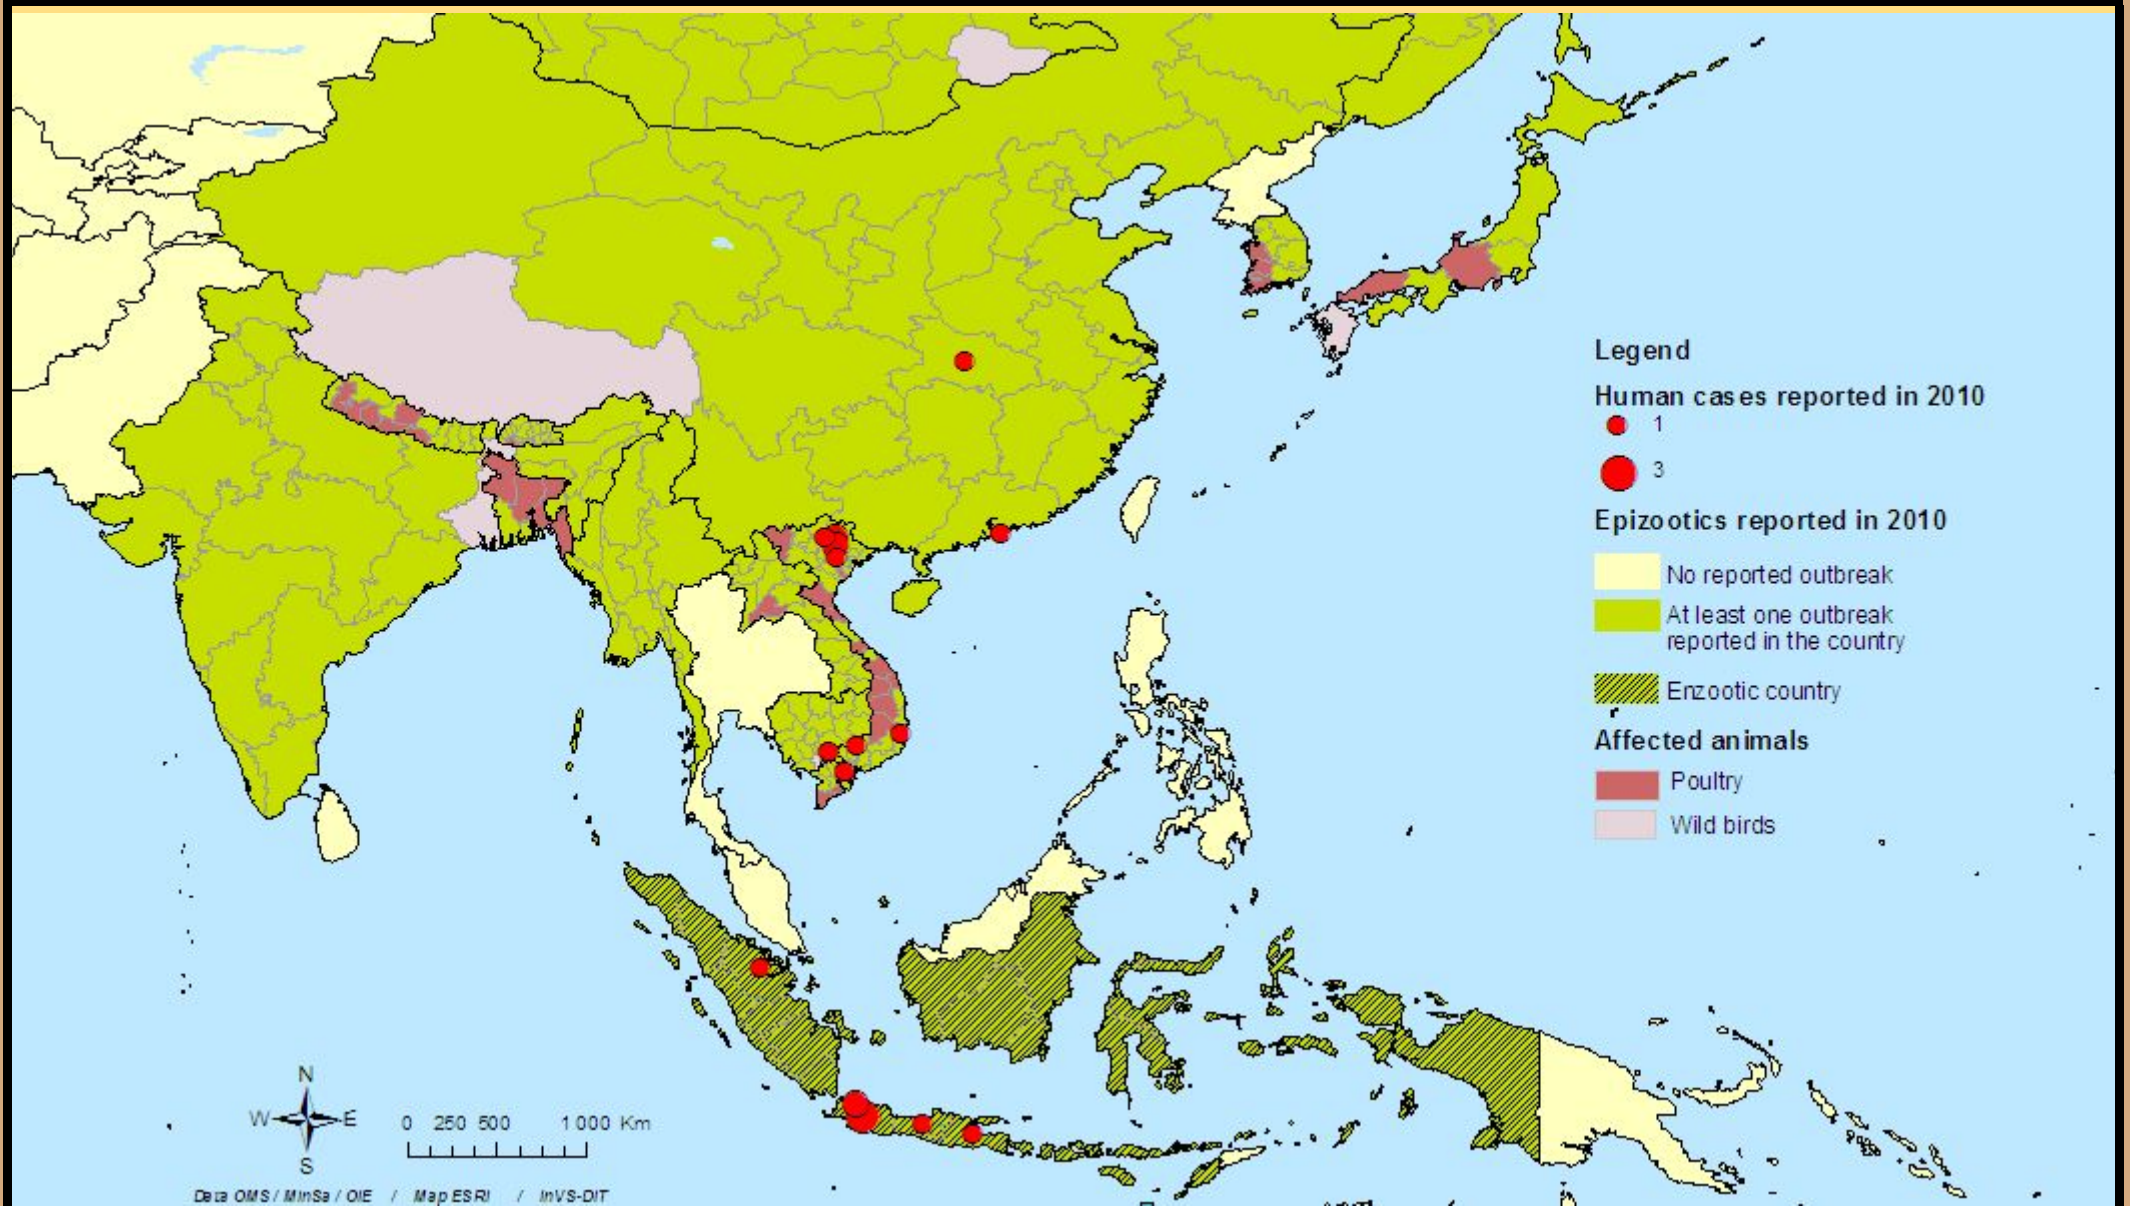 Legend
Human cases reported in 2010
1
3
Epizootics reported in 2010
No reported outbreak
At least one outbreak
reported in the country
Enzootic country
Affected animals
Poultry
Wild birds
N
W E
S
0 250 500 1 000 Km
Data OMS / MinSa / OIE / Map ESRI / InVS-DIT